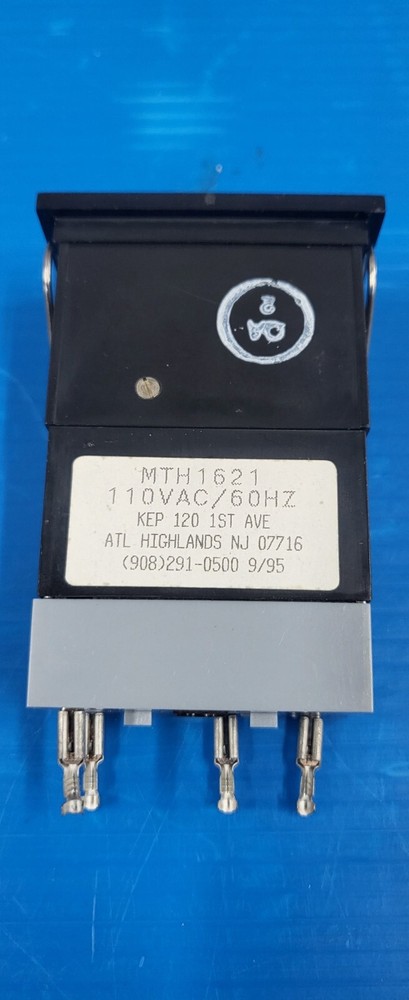 MTH1621
110VAC/60HZ
KEP 120 1ST AVE
ATL HIGHLANDS NJ 07716
(908)291-0500 9/95